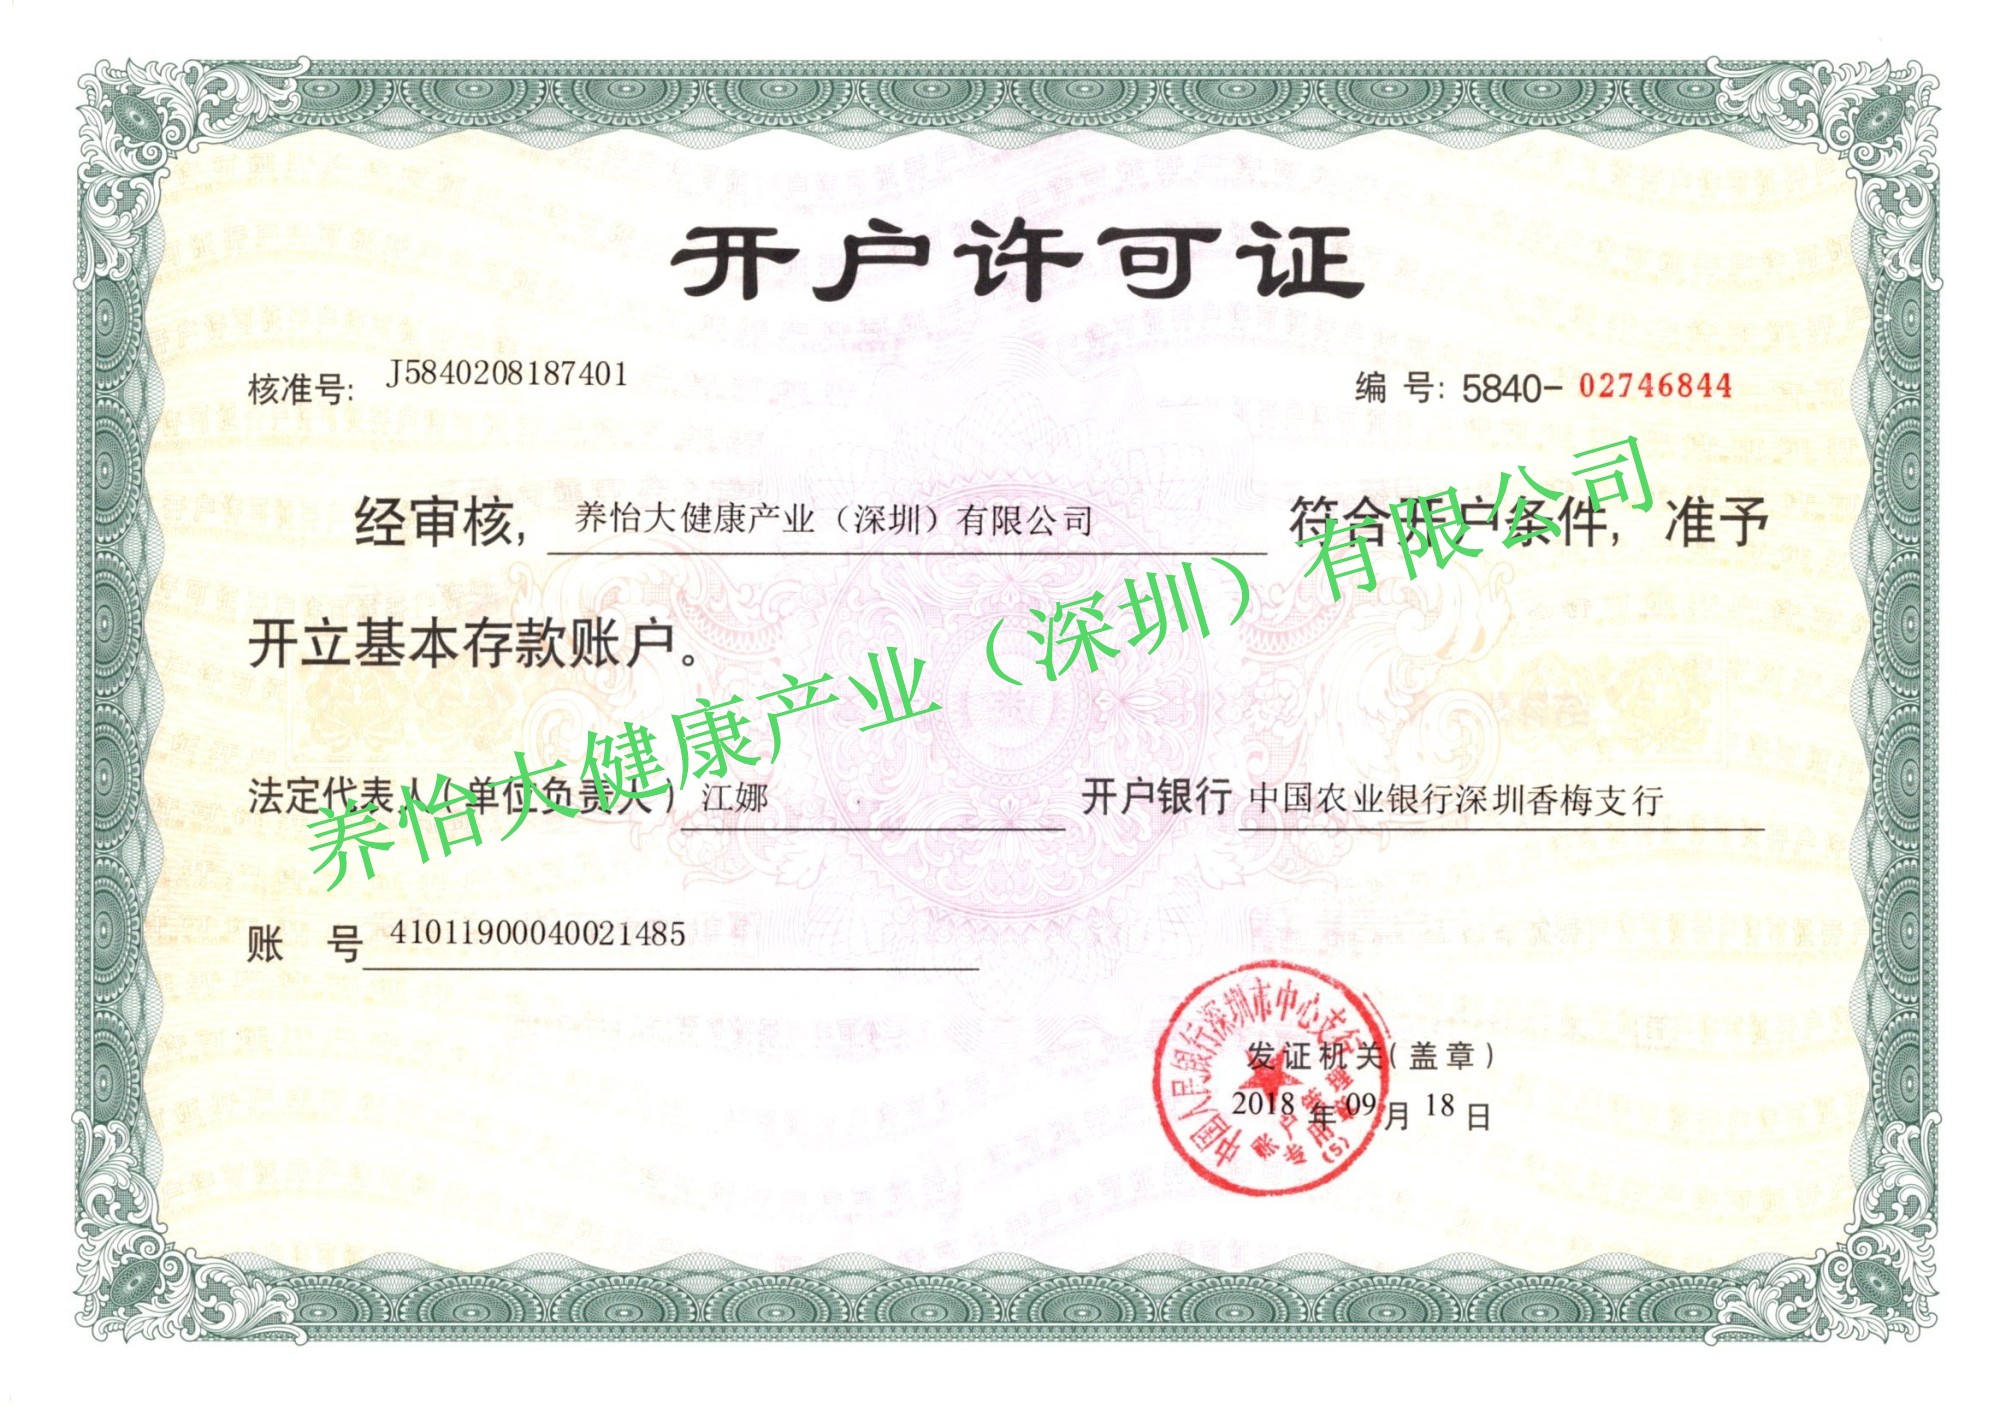 开户许可证
核准号: J5840208187401
编 号: 5840-02746844
经审核, 养怡大健康产业（深圳）有限公司 符合开户条件, 准予
开立基本存款账户。
养怡大健康产业（深圳）有限公司
法定代表人(单位负责人) 江娜 开户银行 中国农业银行深圳香梅支行
账 号 41011900040021485
中国人民银行深圳市中心支行
发证机关(盖章)
2018 年 09 月 18 日
账户管理
专用章
(5)